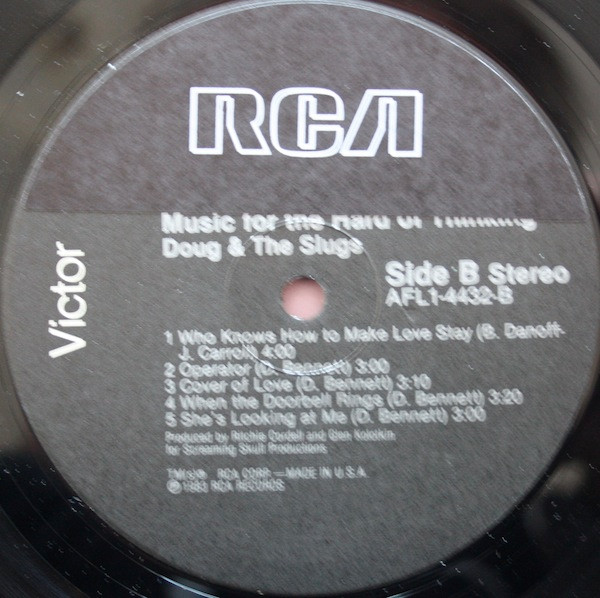 RCA
Victor
Music for the Hard of Thinking
Doug & The Slugs
Side B Stereo
AFL1-4432-B
1 Who Knows How to Make Love Stay (B. Danoff-
J. Carroll) 4:00
2 Operator (D. Bennett) 3:00
3 Cover of Love (D. Bennett) 3:10
4 When the Doorbell Rings (D. Bennett) 3:20
5 She's Looking at Me (D. Bennett) 3:00
Produced by Ritchie Cordell and Glen Kolotkin
for Screaming Skull Productions
TM(s)® RCA CORP.—MADE IN U.S.A.
℗ 1983 RCA RECORDS